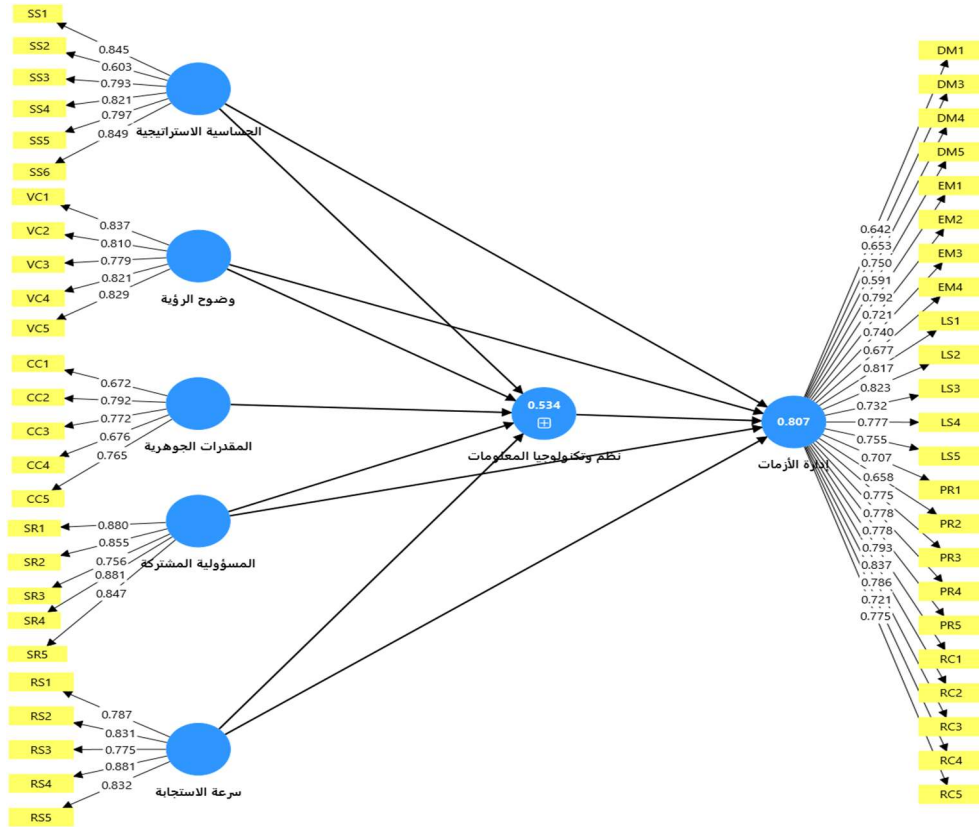 SS1
SS2
SS3
SS4
SS5
SS6
0.845
0.603
0.793
0.821
0.797
0.849
الحساسية الاستراتيجية
VC1
VC2
VC3
VC4
VC5
0.837
0.810
0.779
0.821
0.829
وضوح الرؤية
CC1
CC2
CC3
CC4
CC5
0.672
0.792
0.772
0.676
0.765
المقدرات الجوهرية
SR1
SR2
SR3
SR4
SR5
0.880
0.855
0.756
0.881
0.847
المسؤولية المشتركة
RS1
RS2
RS3
RS4
RS5
0.787
0.831
0.775
0.881
0.832
سرعة الاستجابة
0.534
نظم وتكنولوجيا المعلومات
0.807
إدارة الأزمات
0.642
0.653
0.750
0.591
0.792
0.721
0.740
0.677
0.817
0.823
0.732
0.777
0.755
0.707
0.658
0.775
0.778
0.778
0.793
0.837
0.786
0.721
0.775
DM1
DM3
DM4
DM5
EM1
EM2
EM3
EM4
LS1
LS2
LS3
LS4
LS5
PR1
PR2
PR3
PR4
PR5
RC1
RC2
RC3
RC4
RC5